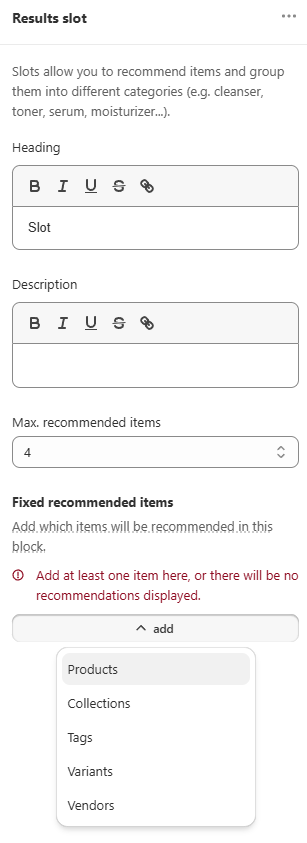 Results slot
Slots allow you to recommend items and group
them into different categories (e.g. cleanser,
toner, serum, moisturizer...).
Heading
B I U S
Slot
Description
B I U S
Max. recommended items
4
Fixed recommended items
Add which items will be recommended in this
block.
Add at least one item here, or there will be no
recommendations displayed.
add
Products
Collections
Tags
Variants
Vendors